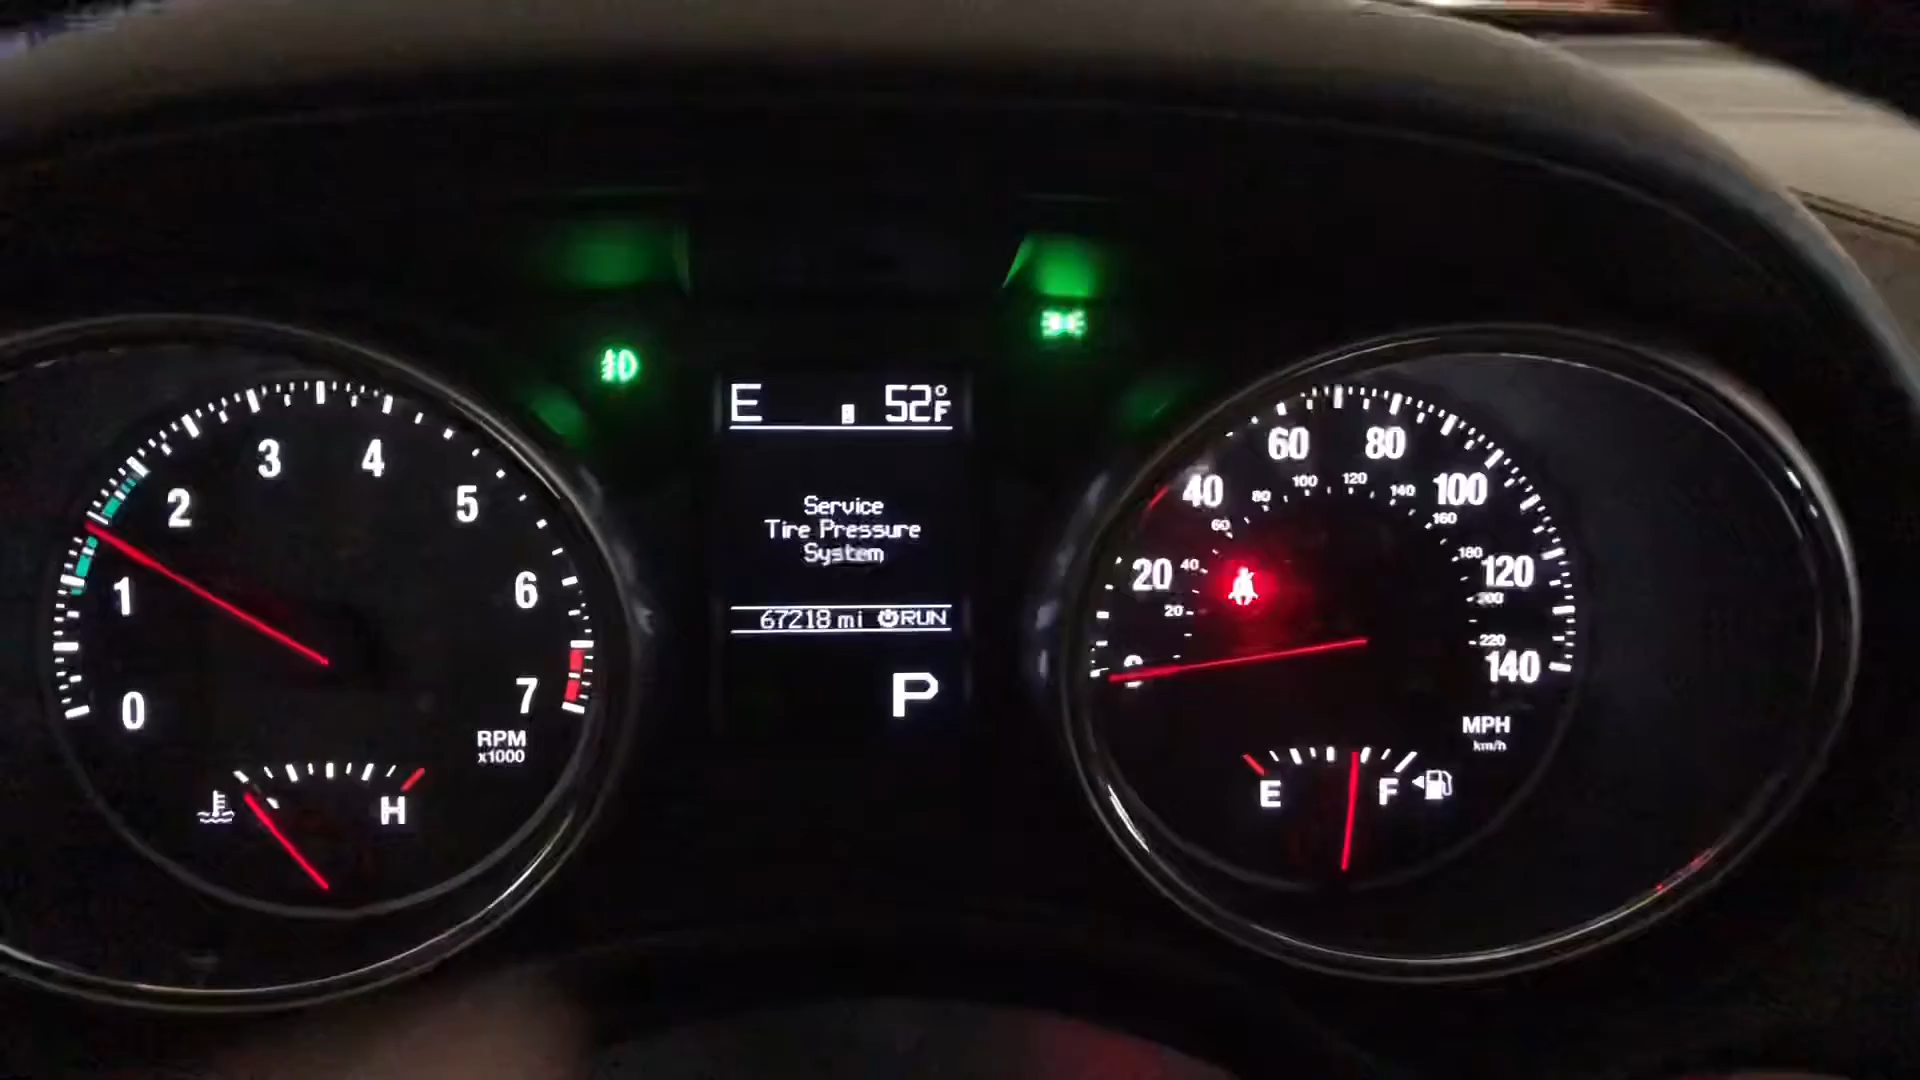 E 52°F
Service
Tire Pressure
System
67218 mi RUN
P
0
1
2
3
4
5
6
7
RPM
x1000
H
20
40
60
80
100
120
140
20
40
60
80
100
120
140
160
180
200
220
MPH
km/h
E F